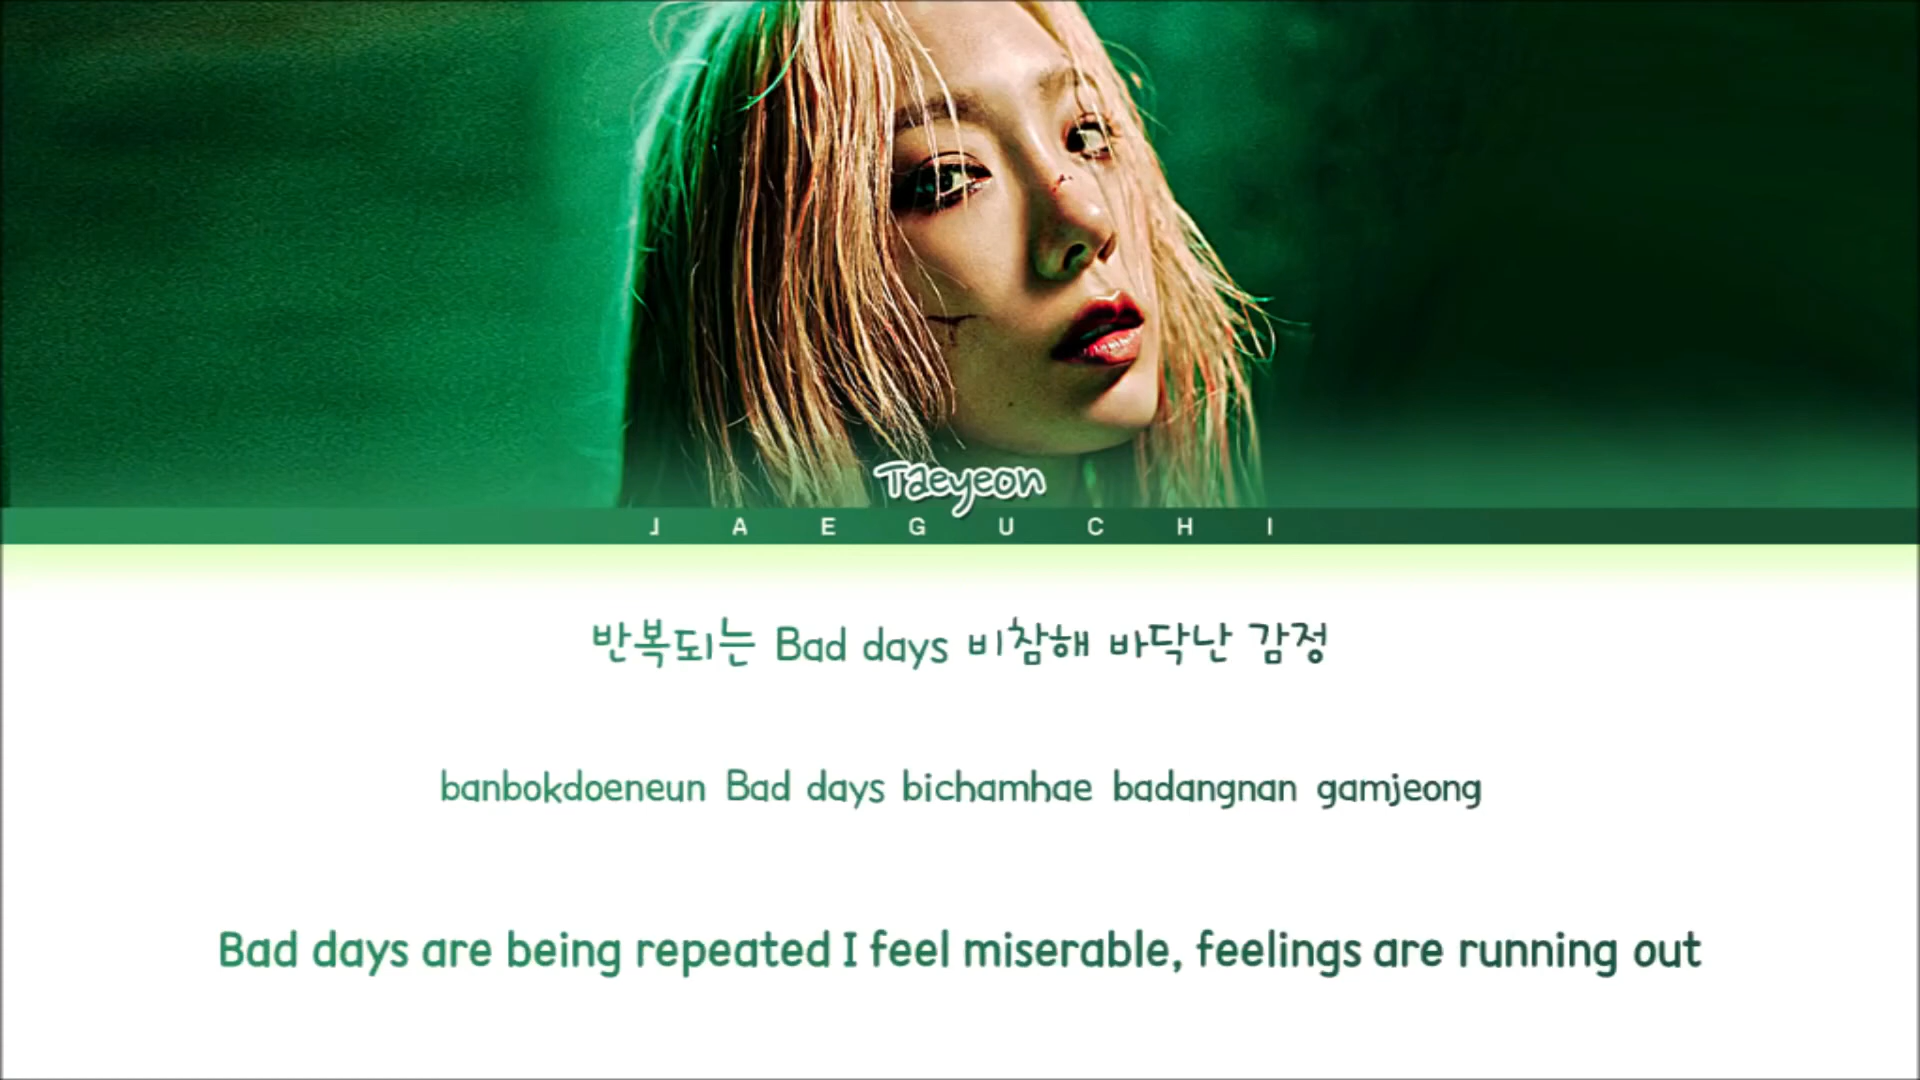 Taeyeon
JAEGUCHI
반복되는 Bad days 비참해 바닥난 감정
banbokdoeneun Bad days bichamhae badangnan gamjeong
Bad days are being repeated I feel miserable, feelings are running out